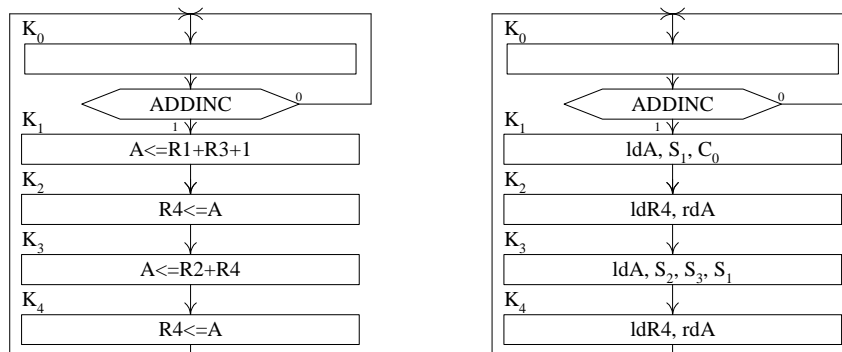 K₀
ADDINC
0
1
K₁
A<=R1+R3+1
K₂
R4<=A
K₃
A<=R2+R4
K₄
R4<=A
K₀
ADDINC
0
1
K₁
ldA, S₁, C₀
K₂
ldR4, rdA
K₃
ldA, S₂, S₃, S₁
K₄
ldR4, rdA